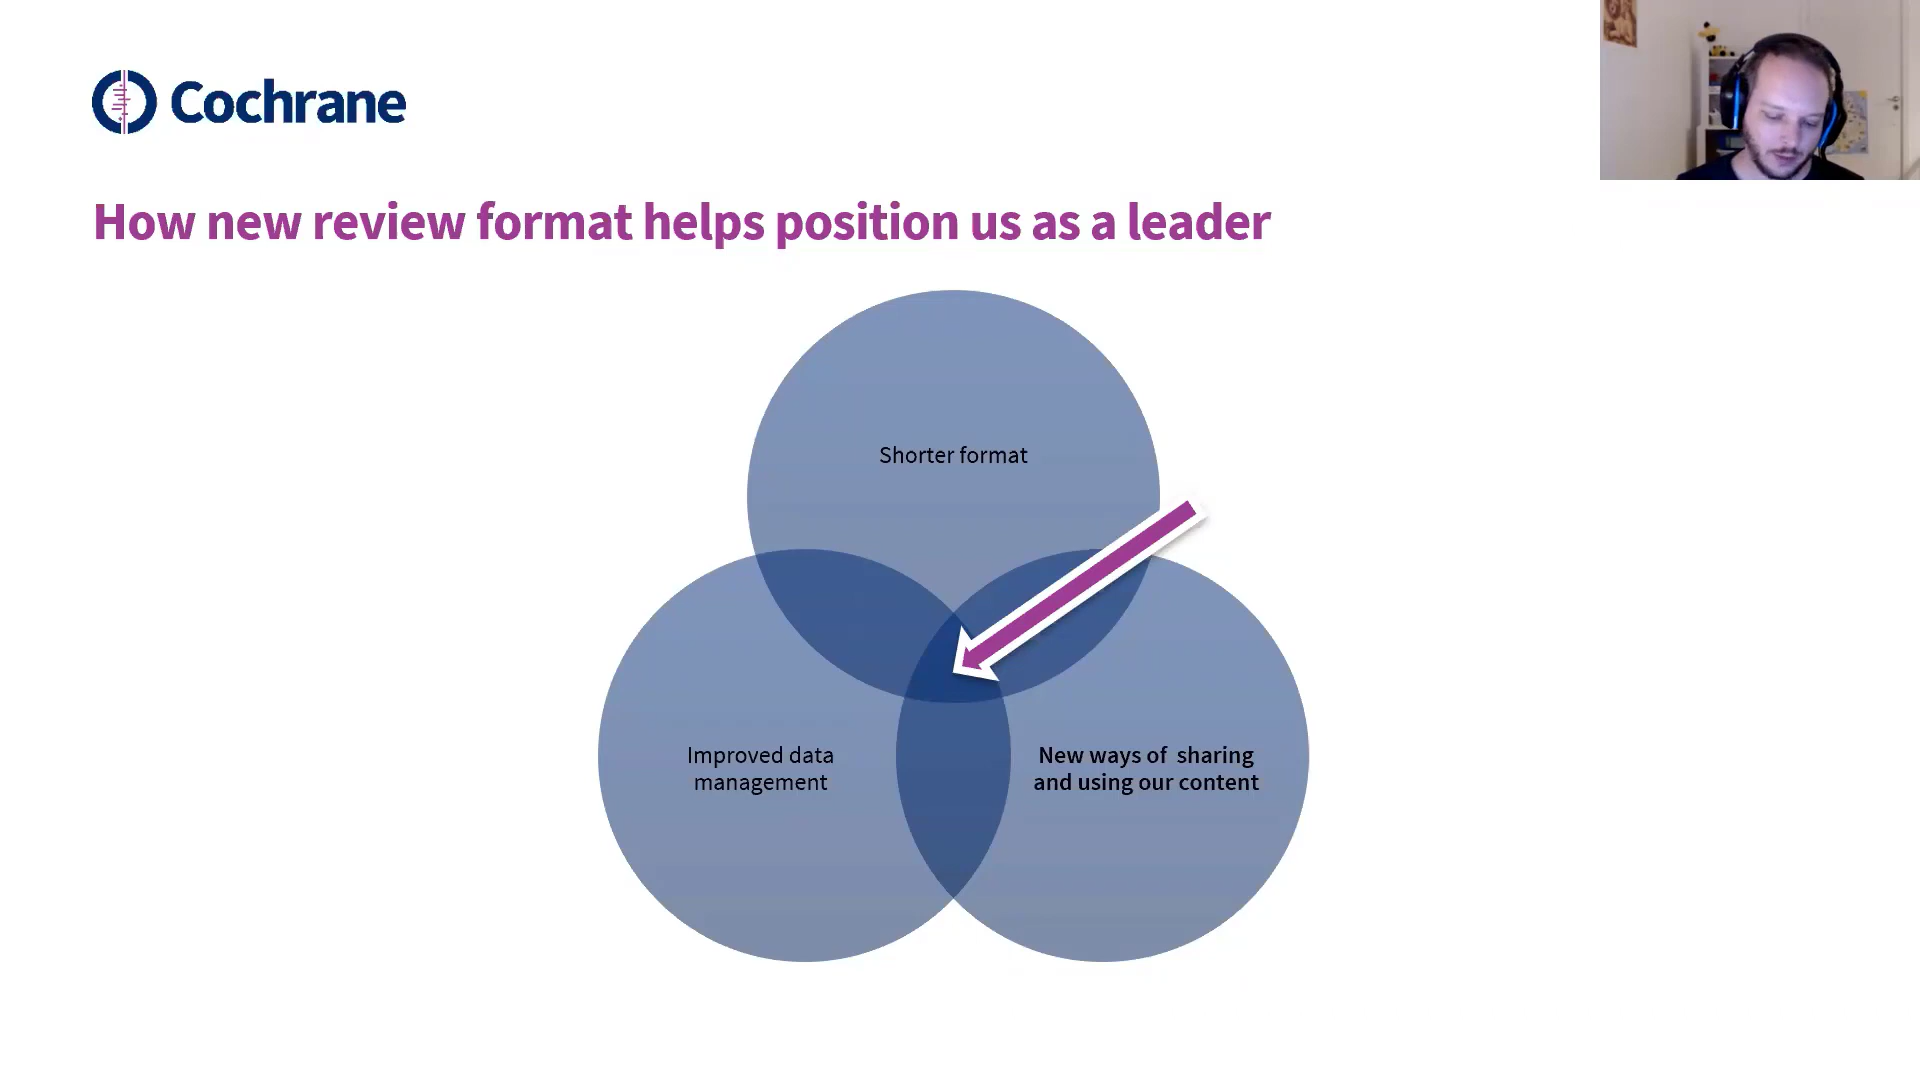 Cochrane
How new review format helps position us as a leader
Shorter format
Improved data
management
New ways of  sharing
and using our content